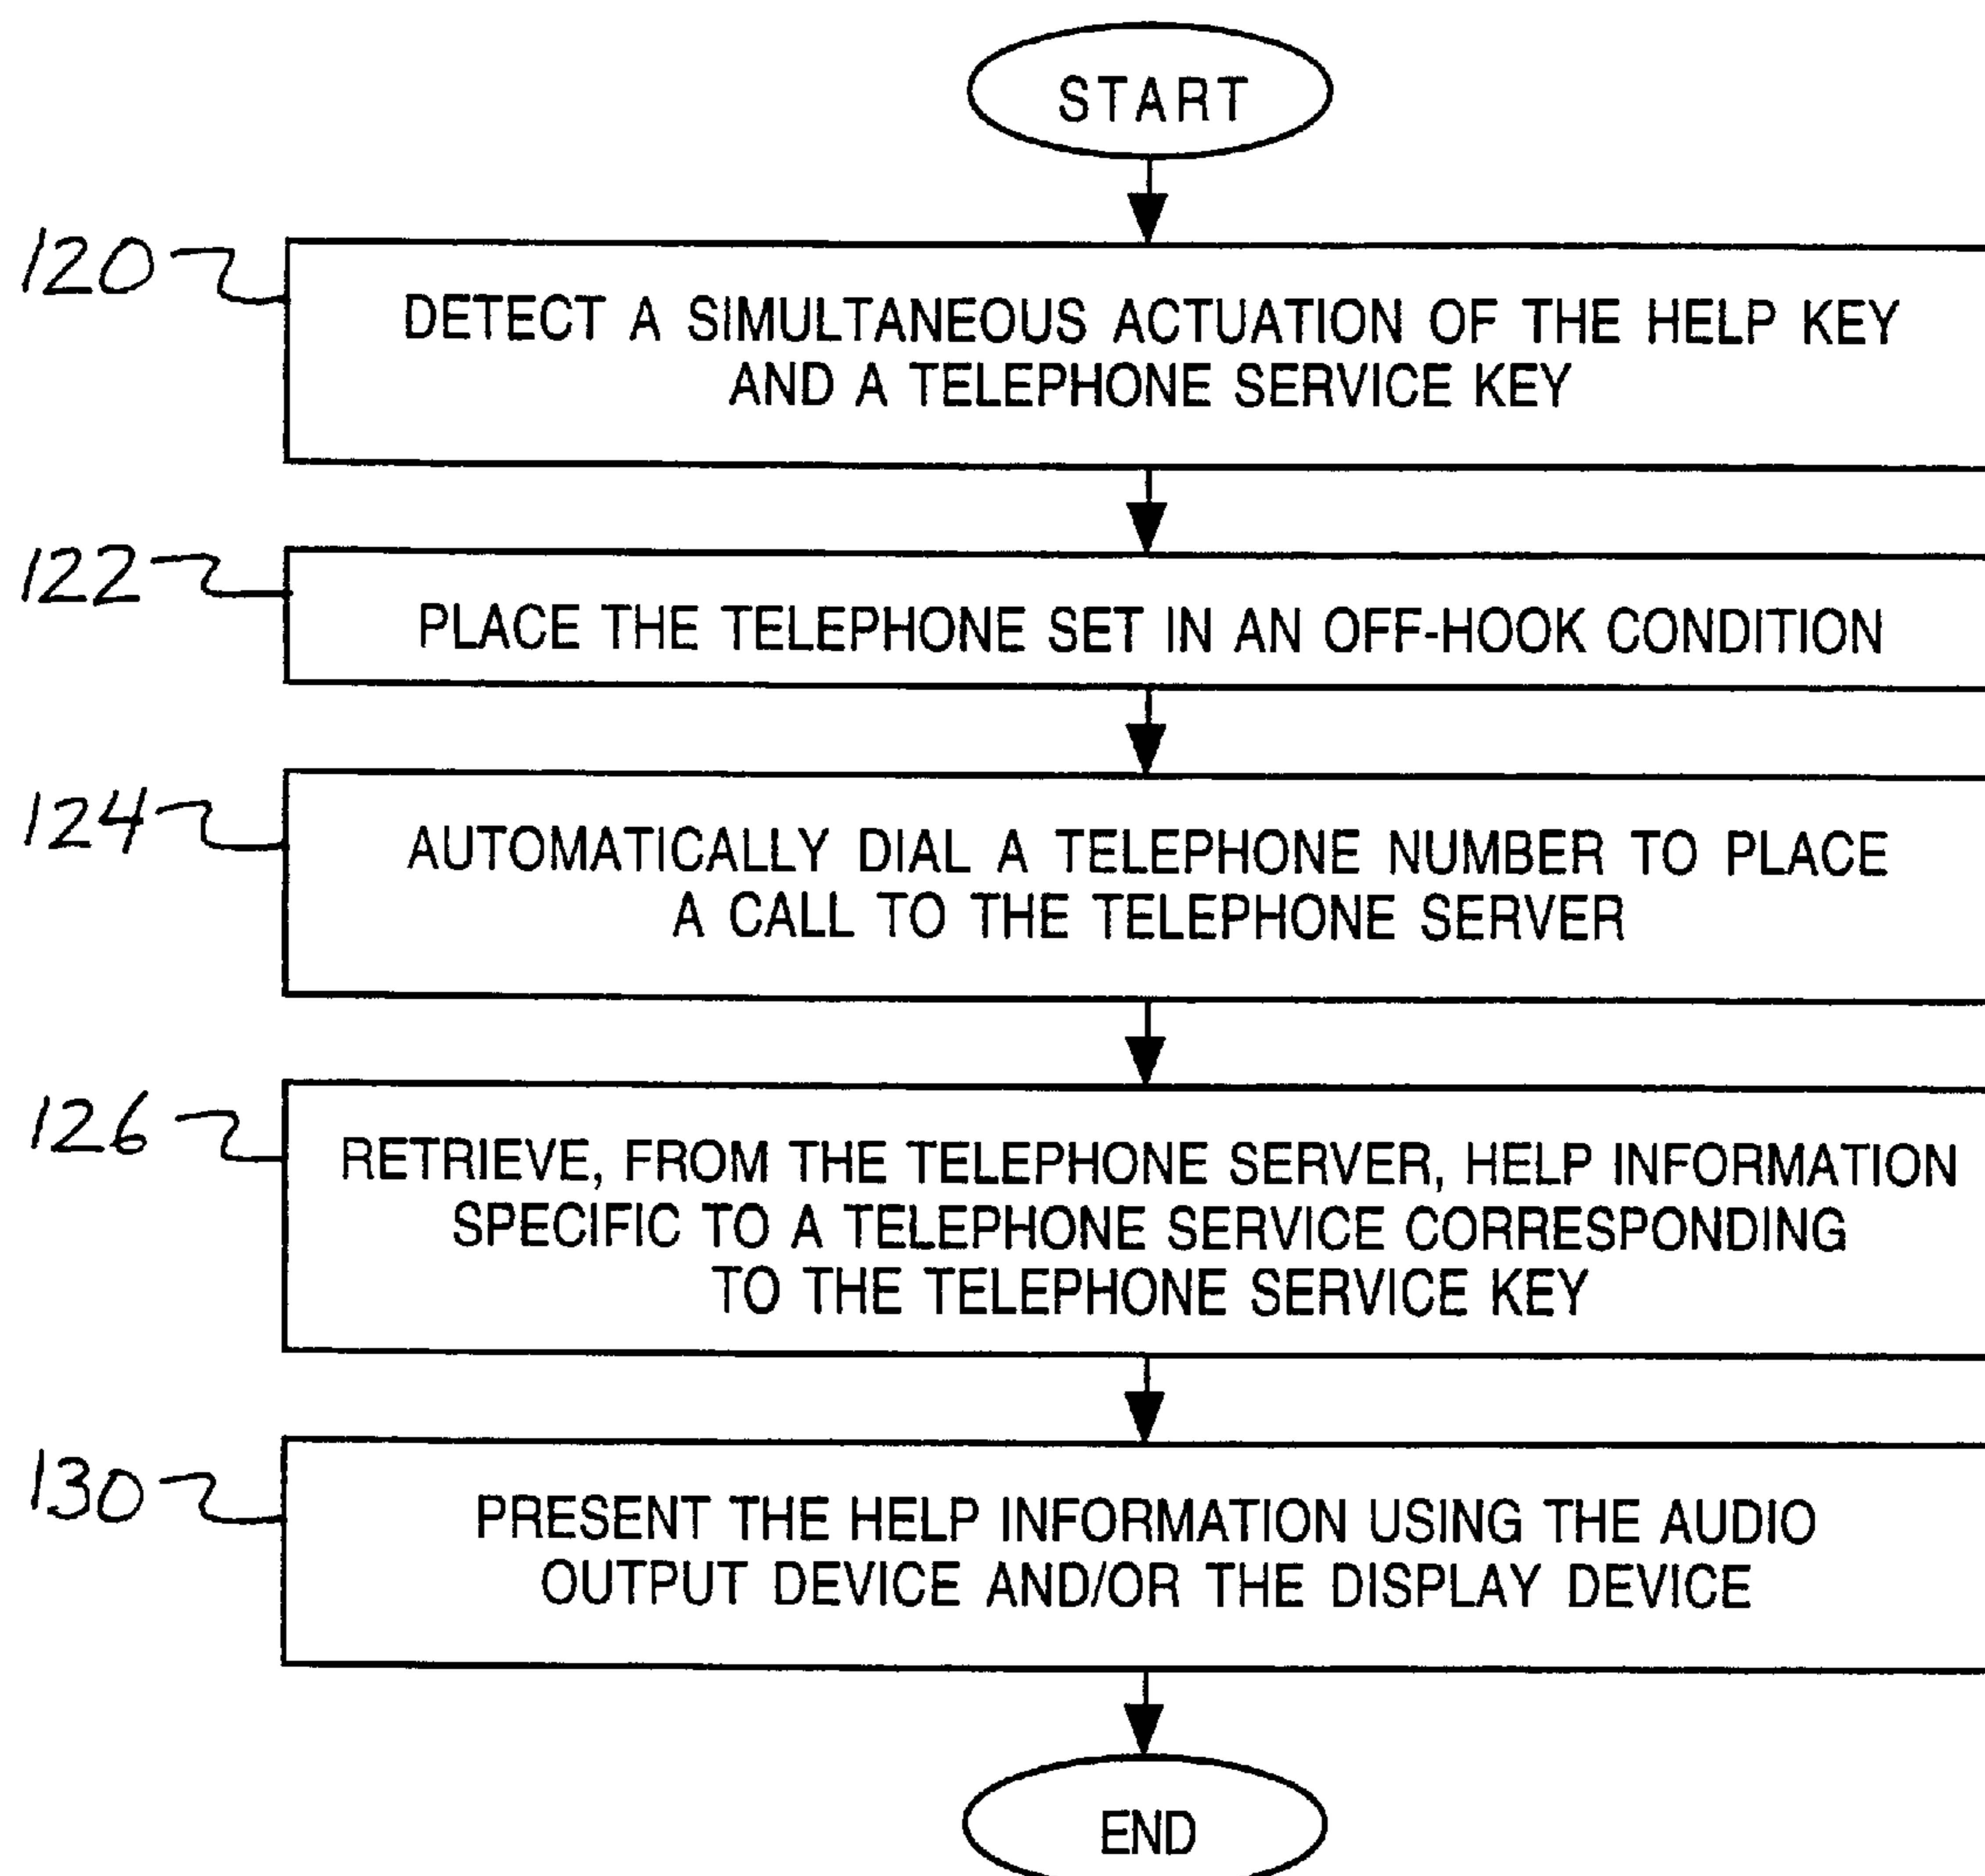 START
120
DETECT A SIMULTANEOUS ACTUATION OF THE HELP KEY
AND A TELEPHONE SERVICE KEY
122
PLACE THE TELEPHONE SET IN AN OFF-HOOK CONDITION
124
AUTOMATICALLY DIAL A TELEPHONE NUMBER TO PLACE
A CALL TO THE TELEPHONE SERVER
126
RETRIEVE, FROM THE TELEPHONE SERVER, HELP INFORMATION
SPECIFIC TO A TELEPHONE SERVICE CORRESPONDING
TO THE TELEPHONE SERVICE KEY
130
PRESENT THE HELP INFORMATION USING THE AUDIO
OUTPUT DEVICE AND/OR THE DISPLAY DEVICE
END